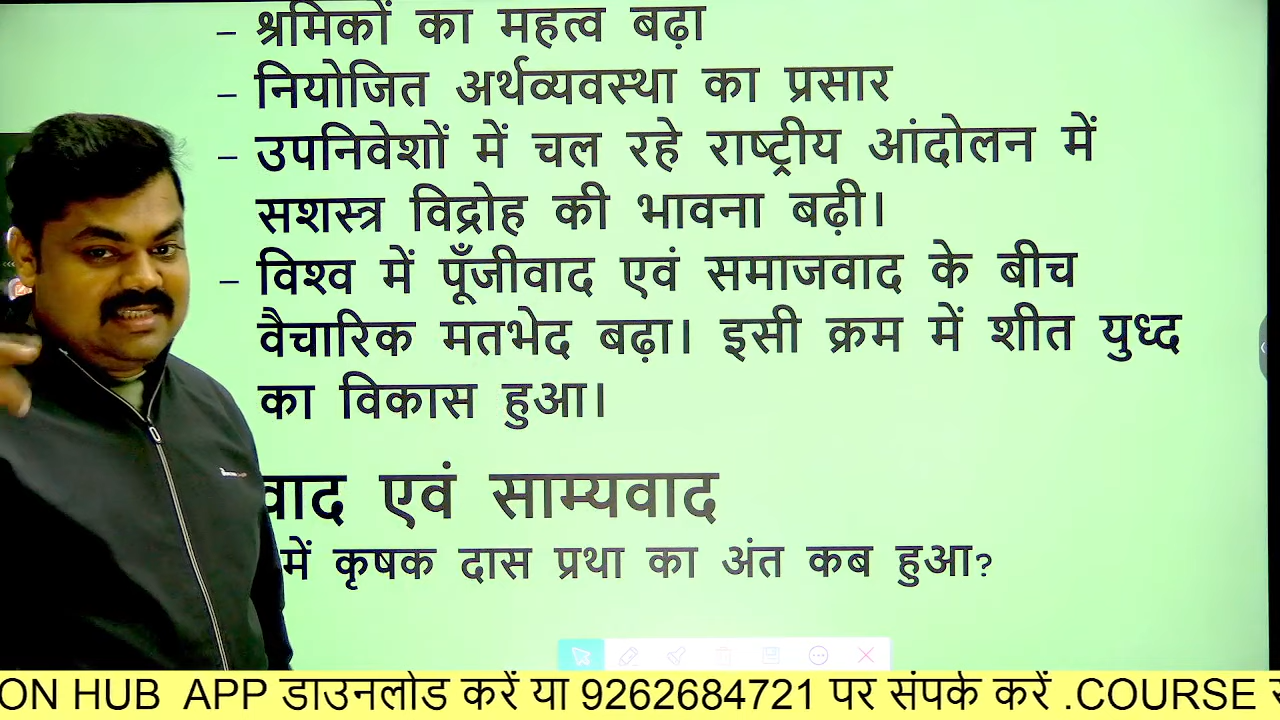 – श्रमिकों का महत्व बढ़ा
– नियोजित अर्थव्यवस्था का प्रसार
– उपनिवेशों में चल रहे राष्ट्रीय आंदोलन में
सशस्त्र विद्रोह की भावना बढ़ी।
– विश्व में पूँजीवाद एवं समाजवाद के बीच
वैचारिक मतभेद बढ़ा। इसी क्रम में शीत युध्द
का विकास हुआ।
वाद एवं साम्यवाद
में कृषक दास प्रथा का अंत कब हुआ?
ON HUB APP डाउनलोड करें या 9262684721 पर संपर्क करें .COURSE